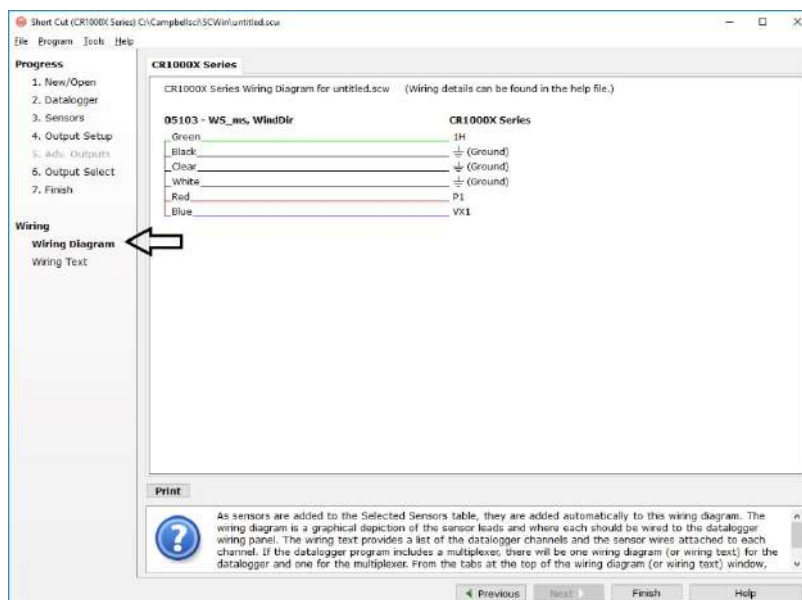 Short Cut (CR1000X Series) C:\Campbellsci\SCWin\untitled.scw
File Program Tools Help
Progress
1. New/Open
2. Datalogger
3. Sensors
4. Output Setup
5. Adv. Outputs
6. Output Select
7. Finish
Wiring
Wiring Diagram
Wiring Text
CR1000X Series
CR1000X Series Wiring Diagram for untitled.scw (Wiring details can be found in the help file.)
05103 - WS_ms, WindDir CR1000X Series
Green 1H
Black (Ground)
Clear (Ground)
White (Ground)
Red P1
Blue VX1
Print
As sensors are added to the Selected Sensors table, they are added automatically to this wiring diagram. The
wiring diagram is a graphical depiction of the sensor leads and where each should be wired to the datalogger
wiring panel. The wiring text provides a list of the datalogger channels and the sensor wires attached to each
channel. If the datalogger program includes a multiplexer, there will be one wiring diagram (or wiring text) for the
datalogger and one for the multiplexer. From the tabs at the top of the wiring diagram (or wiring text) window,
Previous Next Finish Help